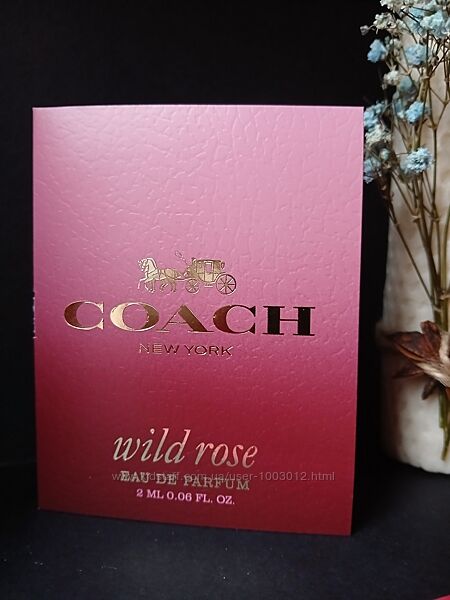 COACH
NEW YORK
wild rose
EAU DE PARFUM
2 ML 0.06 FL. OZ.